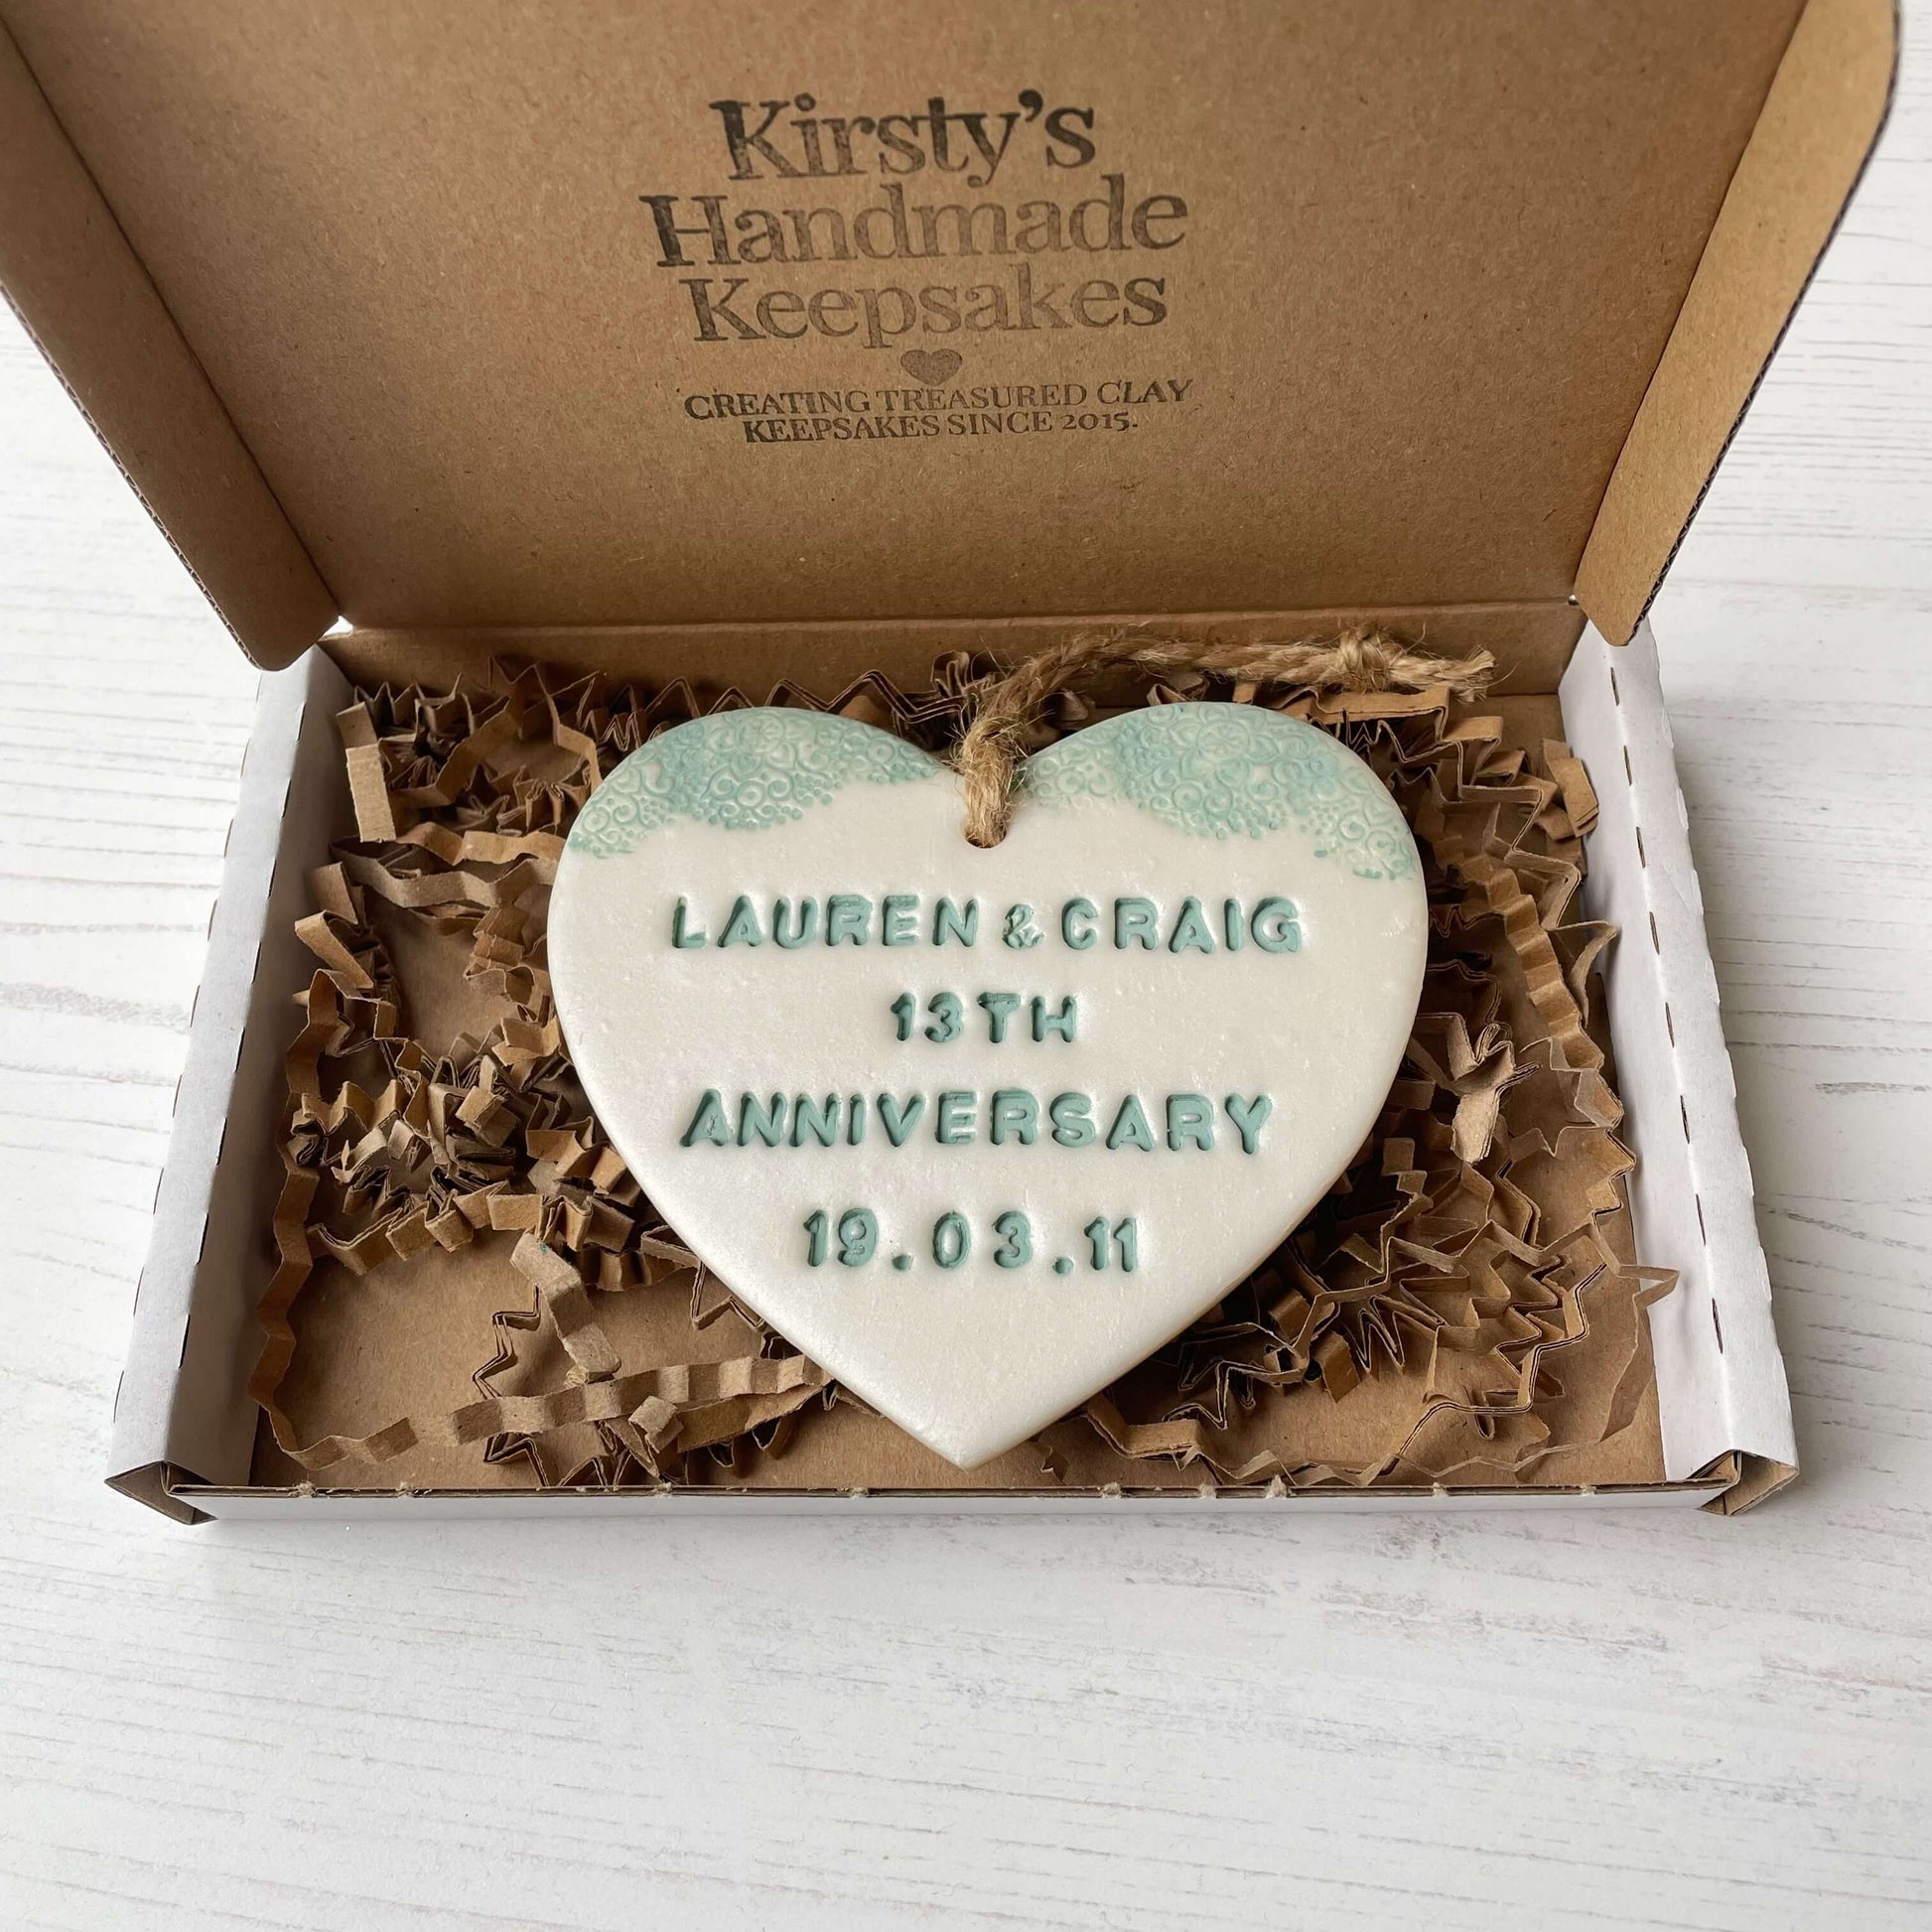 Kirsty's
Handmade
Keepsakes
CREATING TREASURED CLAY
KEEPSAKES SINCE 2015.
LAUREN & CRAIG
13TH
ANNIVERSARY
19.03.11